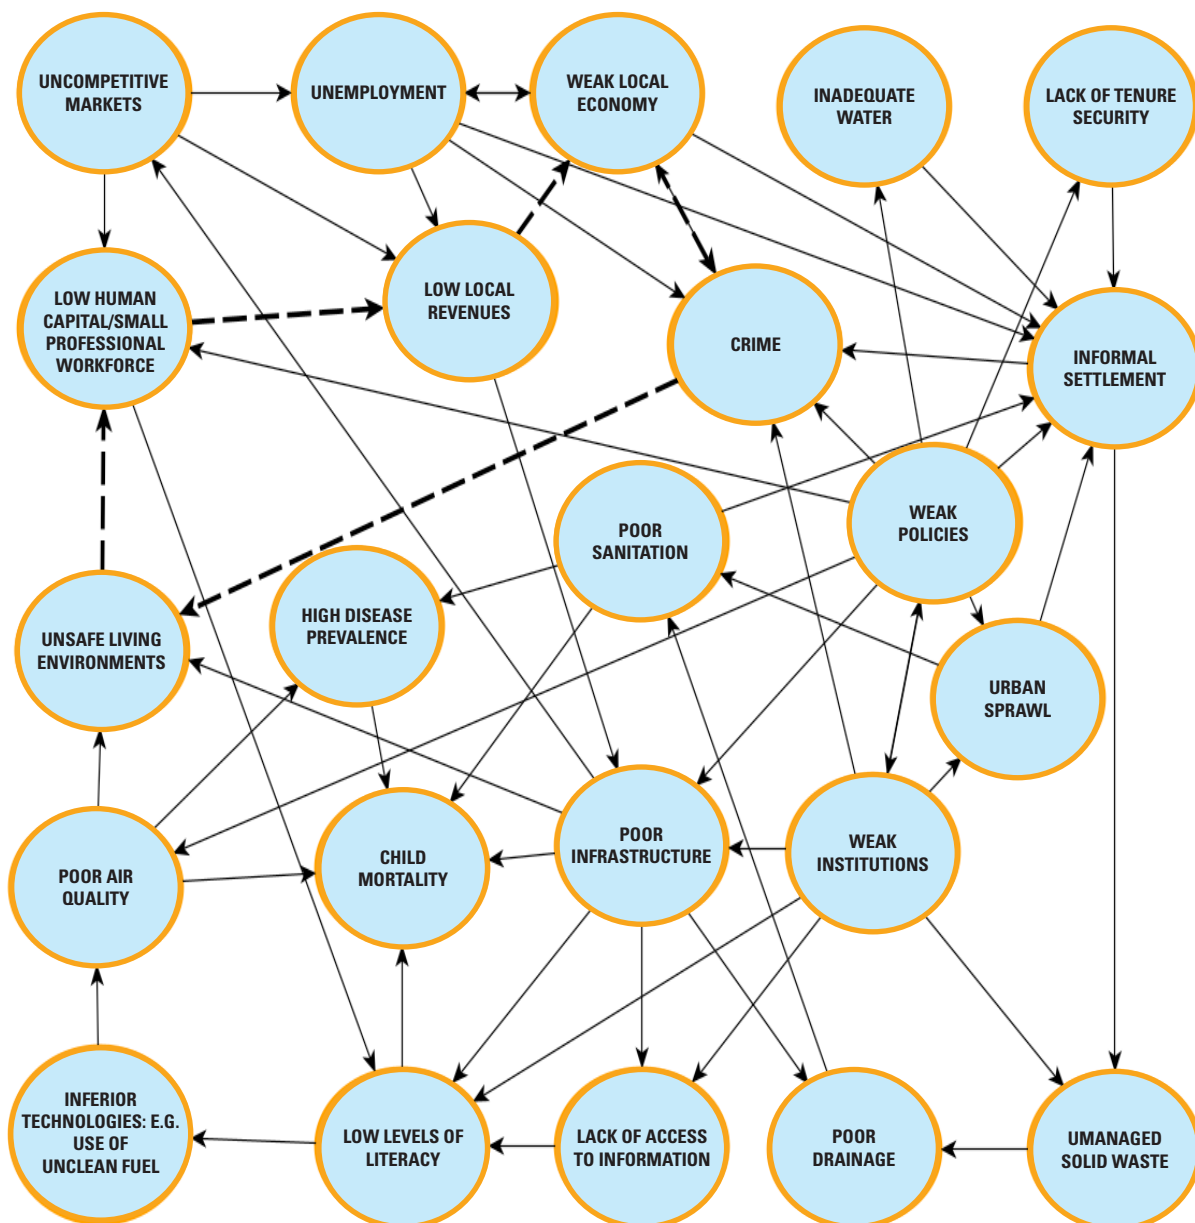 UNCOMPETITIVE
MARKETS
UNEMPLOYMENT
WEAK LOCAL
ECONOMY
INADEQUATE
WATER
LACK OF TENURE
SECURITY
LOW HUMAN
CAPITAL/SMALL
PROFESSIONAL
WORKFORCE
LOW LOCAL
REVENUES
CRIME
INFORMAL
SETTLEMENT
POOR
SANITATION
WEAK
POLICIES
HIGH DISEASE
PREVALENCE
UNSAFE LIVING
ENVIRONMENTS
URBAN
SPRAWL
POOR AIR
QUALITY
CHILD
MORTALITY
POOR
INFRASTRUCTURE
WEAK
INSTITUTIONS
INFERIOR
TECHNOLOGIES: E.G.
USE OF
UNCLEAN FUEL
LOW LEVELS OF
LITERACY
LACK OF ACCESS
TO INFORMATION
POOR
DRAINAGE
UMANAGED
SOLID WASTE